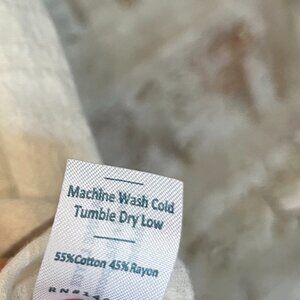 Machine Wash Cold
Tumble Dry Low
55%Cotton 45%Rayon